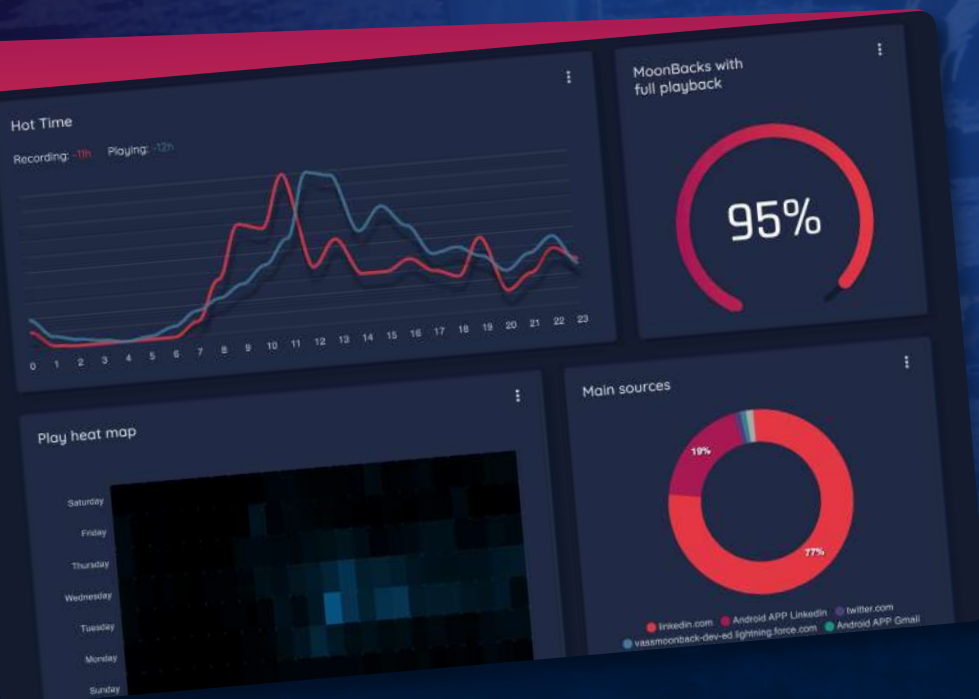 Hot Time
Recording: -11h Playing: -12h
0 1 2 3 4 5 6 7 8 9 10 11 12 13 14 15 16 17 18 19 20 21 22 23
MoonBacks with
full playback
95%
Play heat map
Saturday
Friday
Thursday
Wednesday
Tuesday
Monday
Sunday
Main sources
19%
77%
linkedin.com Android APP LinkedIn twitter.com
vaasmoonback-dev-ed.lightning.force.com Android APP Gmail